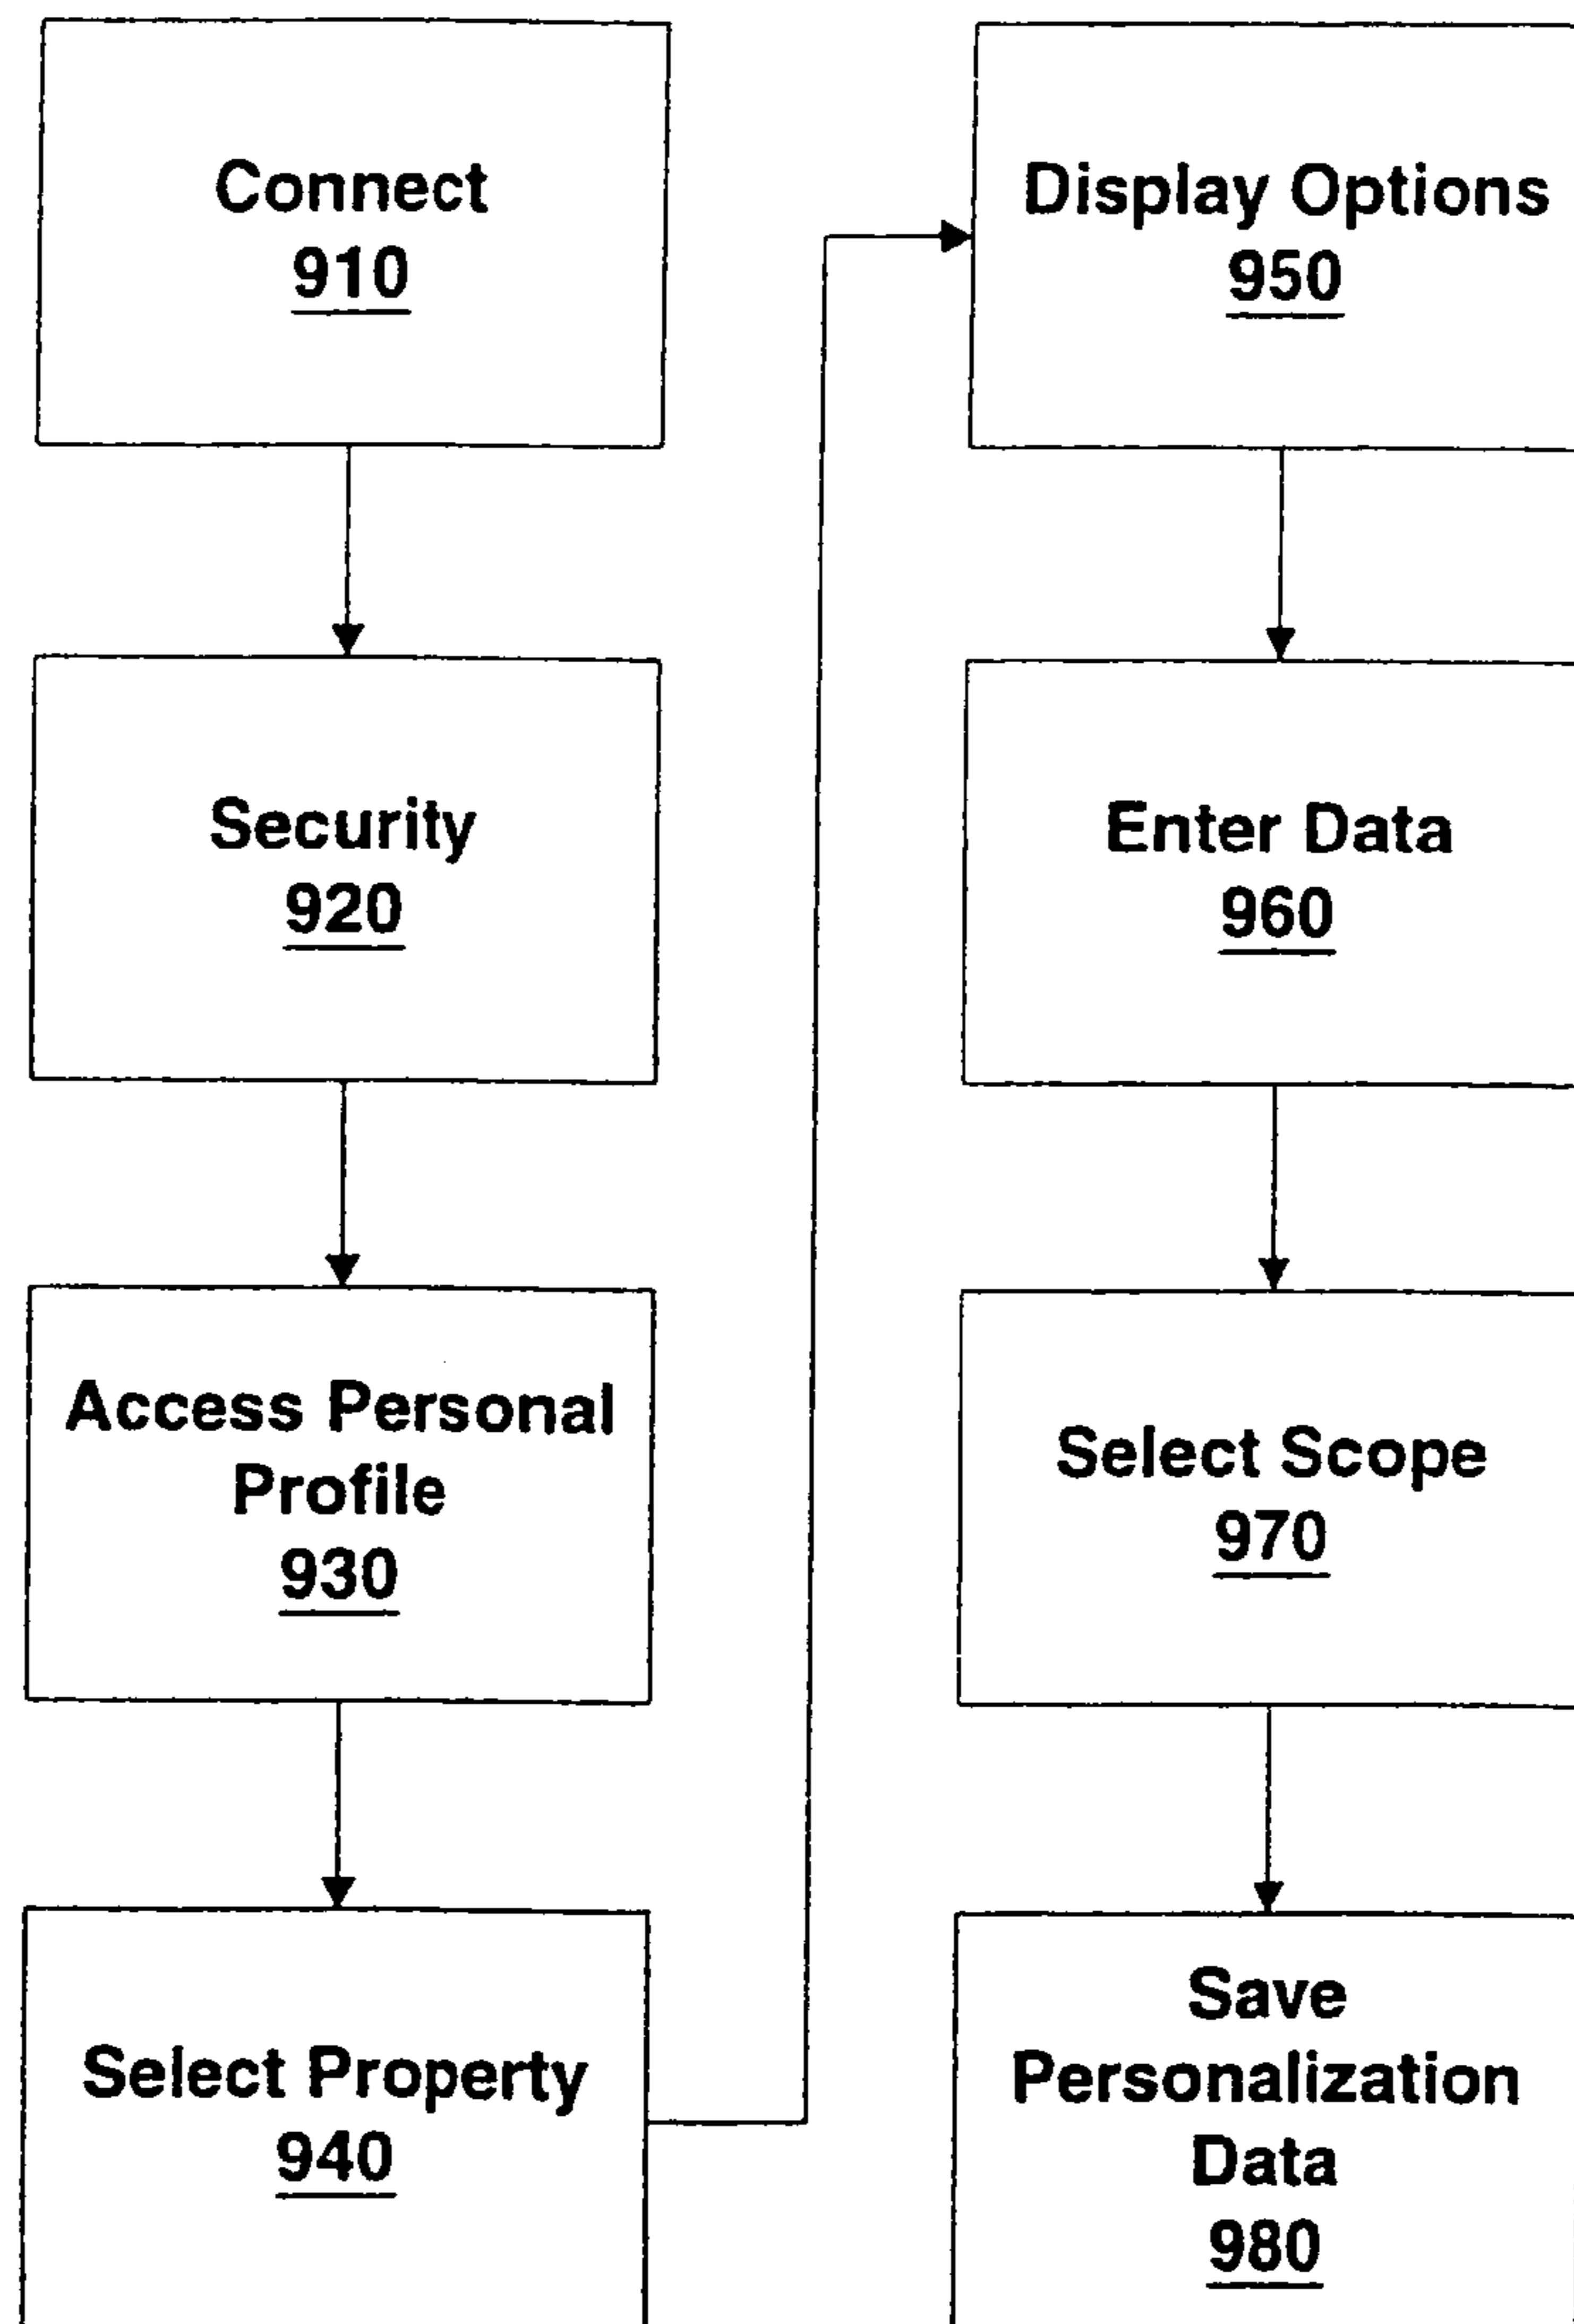 Connect
910
Security
920
Access Personal
Profile
930
Select Property
940
Display Options
950
Enter Data
960
Select Scope
970
Save
Personalization
Data
980